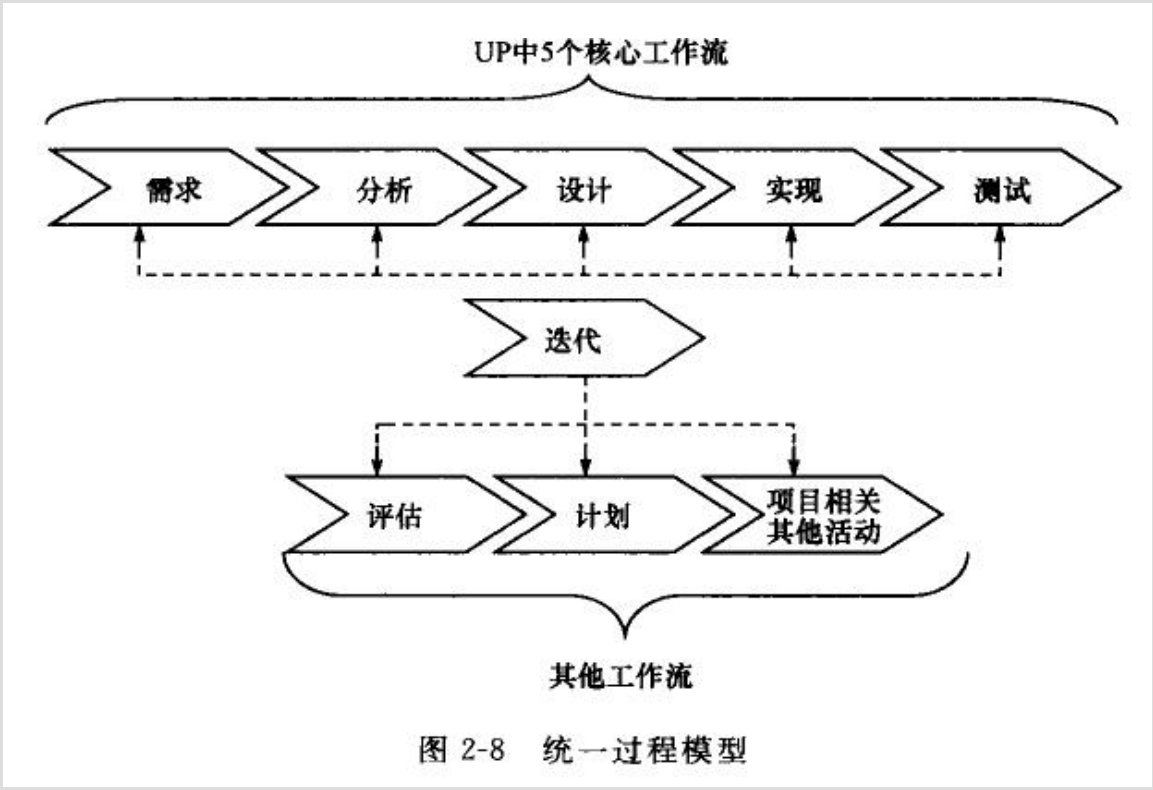 UP中5个核心工作流
需求
分析
设计
实现
测试
迭代
评估
计划
项目相关
其他活动
其他工作流
图 2-8 统一过程模型